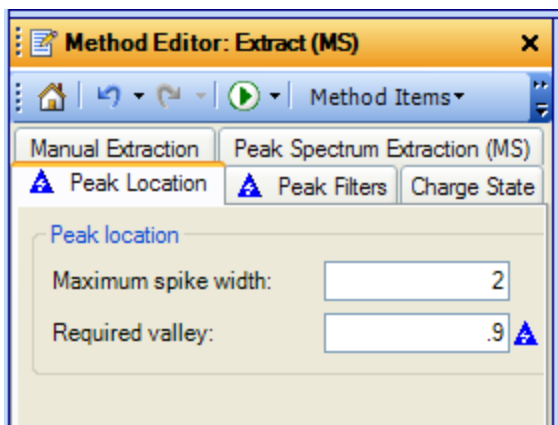 Method Editor: Extract (MS)
Method Items
Manual Extraction Peak Spectrum Extraction (MS)
Peak Location Peak Filters Charge State
Peak location
Maximum spike width: 2
Required valley: .9